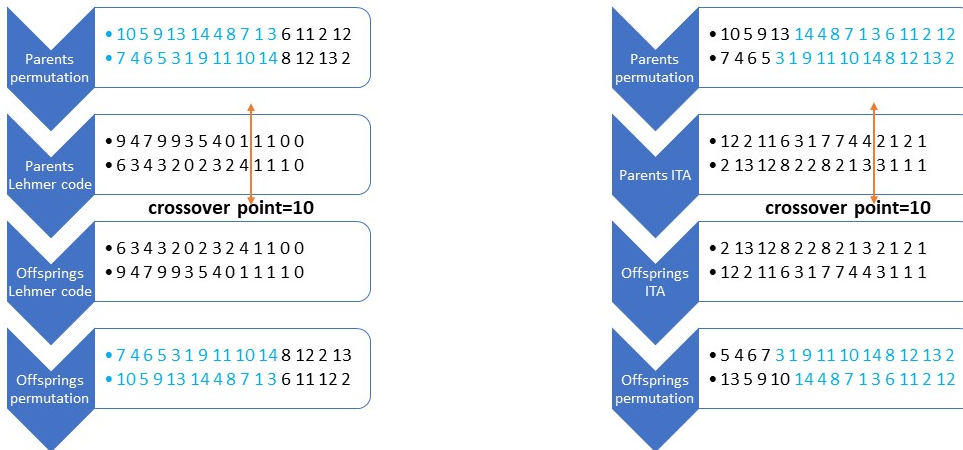 • 10 5 9 13 14 4 8 7 1 3 6 11 2 12
• 7 4 6 5 3 1 9 11 10 14 8 12 13 2
Parents
permutation
• 9 4 7 9 9 3 5 4 0 1 1 1 0 0
• 6 3 4 3 2 0 2 3 2 4 1 1 1 0
Parents
Lehmer code
crossover point=10
• 6 3 4 3 2 0 2 3 2 4 1 1 0 0
• 9 4 7 9 9 3 5 4 0 1 1 1 1 0
Offsprings
Lehmer code
• 7 4 6 5 3 1 9 11 10 14 8 12 2 13
• 10 5 9 13 14 4 8 7 1 3 6 11 12 2
Offsprings
permutation
• 10 5 9 13 14 4 8 7 1 3 6 11 2 12
• 7 4 6 5 3 1 9 11 10 14 8 12 13 2
Parents
permutation
• 12 2 11 6 3 1 7 7 4 4 2 1 2 1
• 2 13 12 8 2 2 8 2 1 3 3 1 1 1
Parents ITA
crossover point=10
• 2 13 12 8 2 2 8 2 1 3 2 1 2 1
• 12 2 11 6 3 1 7 7 4 4 3 1 1 1
Offsprings
ITA
• 5 4 6 7 3 1 9 11 10 14 8 12 13 2
• 13 5 9 10 14 4 8 7 1 3 6 11 2 12
Offsprings
permutation